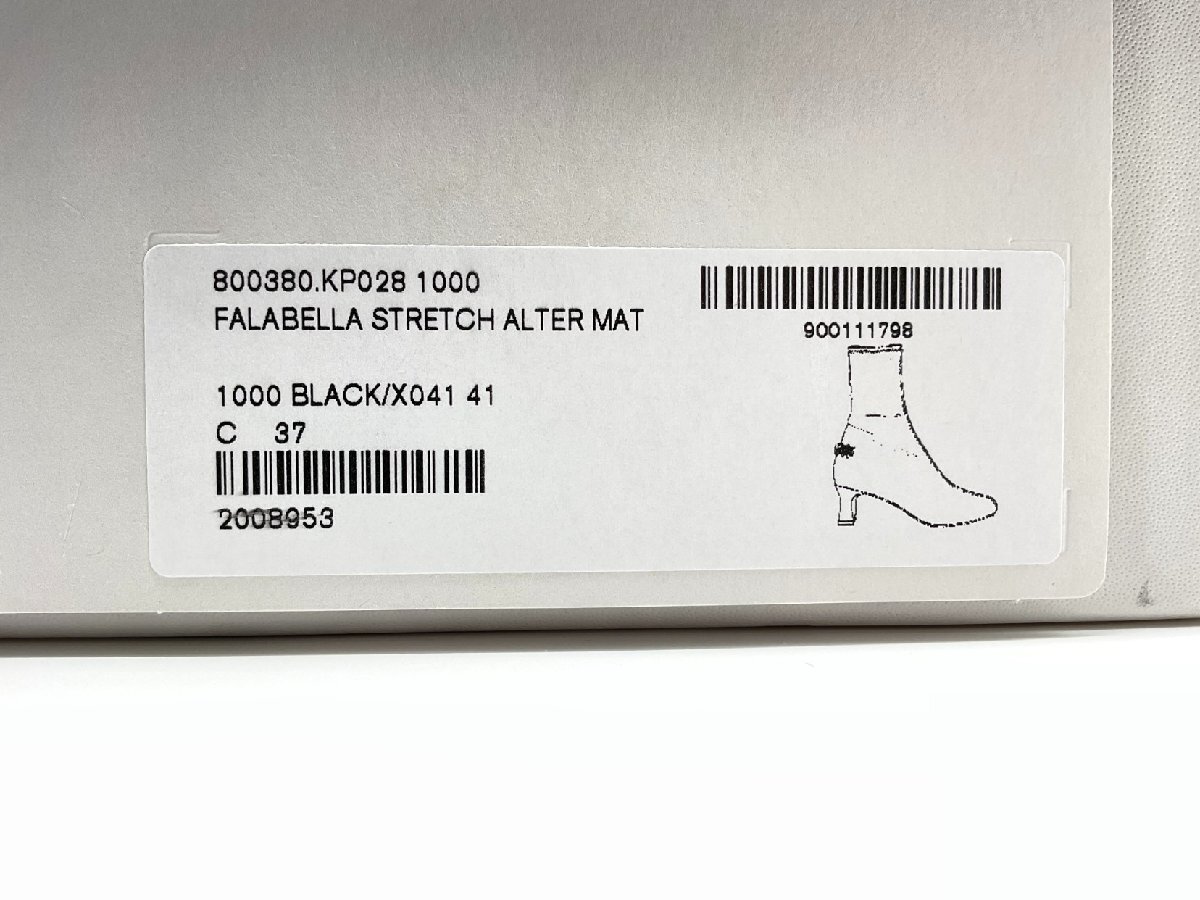 800380.KP028 1000
FALABELLA STRETCH ALTER MAT
900111798
1000 BLACK/X041 41
C 37
2008953